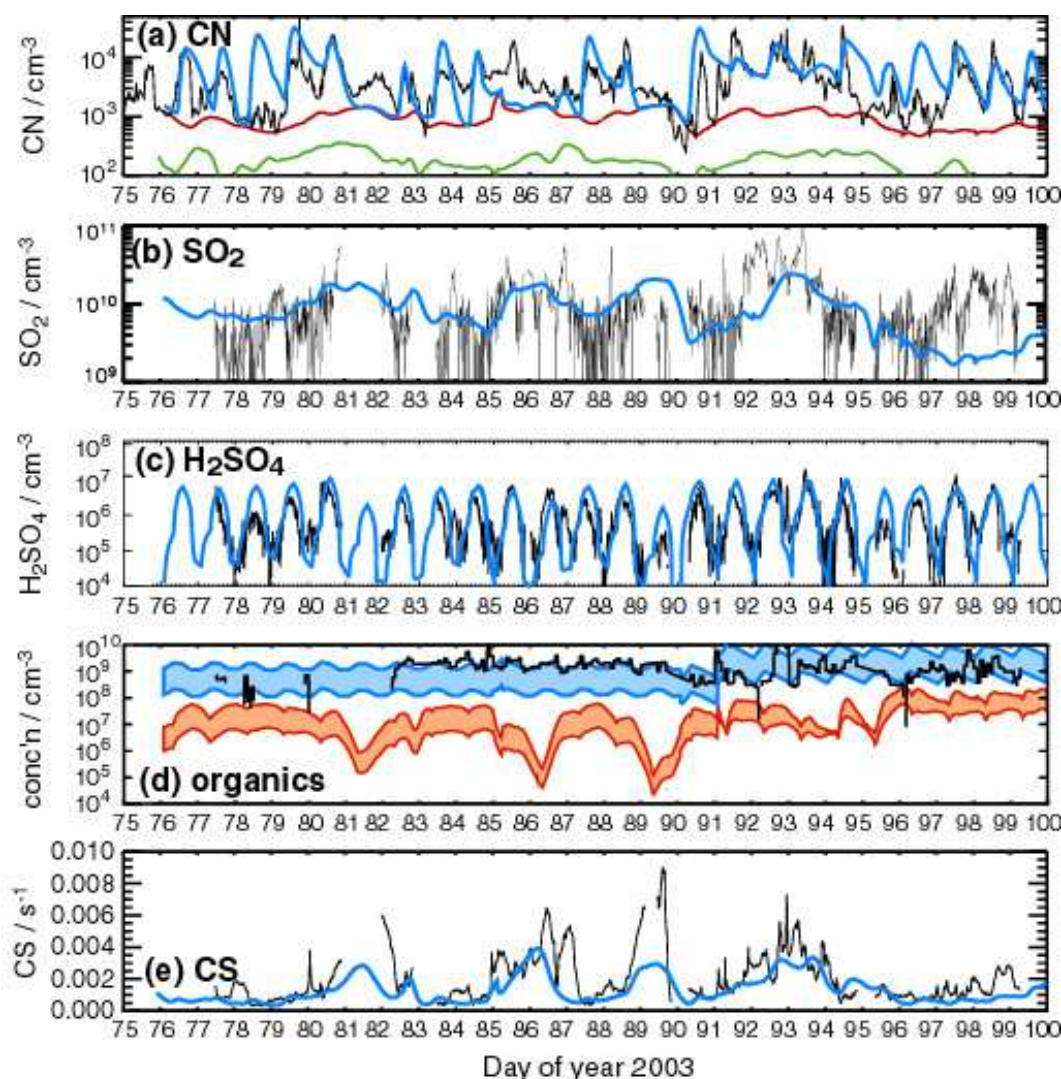 (a) CN
CN / cm-3
10⁴
10³
10²
75 76 77 78 79 80 81 82 83 84 85 86 87 88 89 90 91 92 93 94 95 96 97 98 99 100
(b) SO₂
SO₂ / cm-3
10¹¹
10¹⁰
10⁹
75 76 77 78 79 80 81 82 83 84 85 86 87 88 89 90 91 92 93 94 95 96 97 98 99 100
(c) H₂SO₄
H₂SO₄ / cm-3
10⁸
10⁷
10⁶
10⁵
10⁴
75 76 77 78 79 80 81 82 83 84 85 86 87 88 89 90 91 92 93 94 95 96 97 98 99 100
conc'n / cm-3
10¹⁰
10⁹
10⁸
10⁷
10⁶
10⁵
10⁴
(d) organics
75 76 77 78 79 80 81 82 83 84 85 86 87 88 89 90 91 92 93 94 95 96 97 98 99 100
CS / s-1
0.010
0.008
0.006
0.004
0.002
0.000
(e) CS
75 76 77 78 79 80 81 82 83 84 85 86 87 88 89 90 91 92 93 94 95 96 97 98 99 100
Day of year 2003